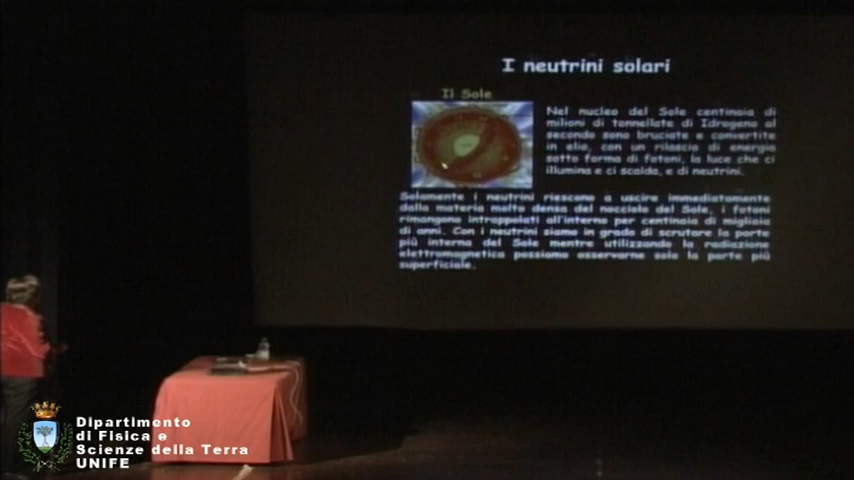 I neutrini solari
Il Sole
Nel nucleo del Sole centinaia di
milioni di tonnellate di Idrogeno al
secondo sono bruciate e convertite
in elio, con un rilascio di energia
sotto forma di fotoni, la luce che ci
illumina e ci scalda, e di neutrini.
Solamente i neutrini riescono a uscire immediatamente
dalla materia molto densa del nocciolo del Sole, i fotoni
rimangono intrappolati all'interno per centinaia di migliaia
di anni. Con i neutrini siamo in grado di scrutare la parte
più interna del Sole mentre utilizzando la radiazione
elettromagnetica possiamo osservarne solo la parte più
superficiale.
Dipartimento
di Fisica e
Scienze della Terra
UNIFE